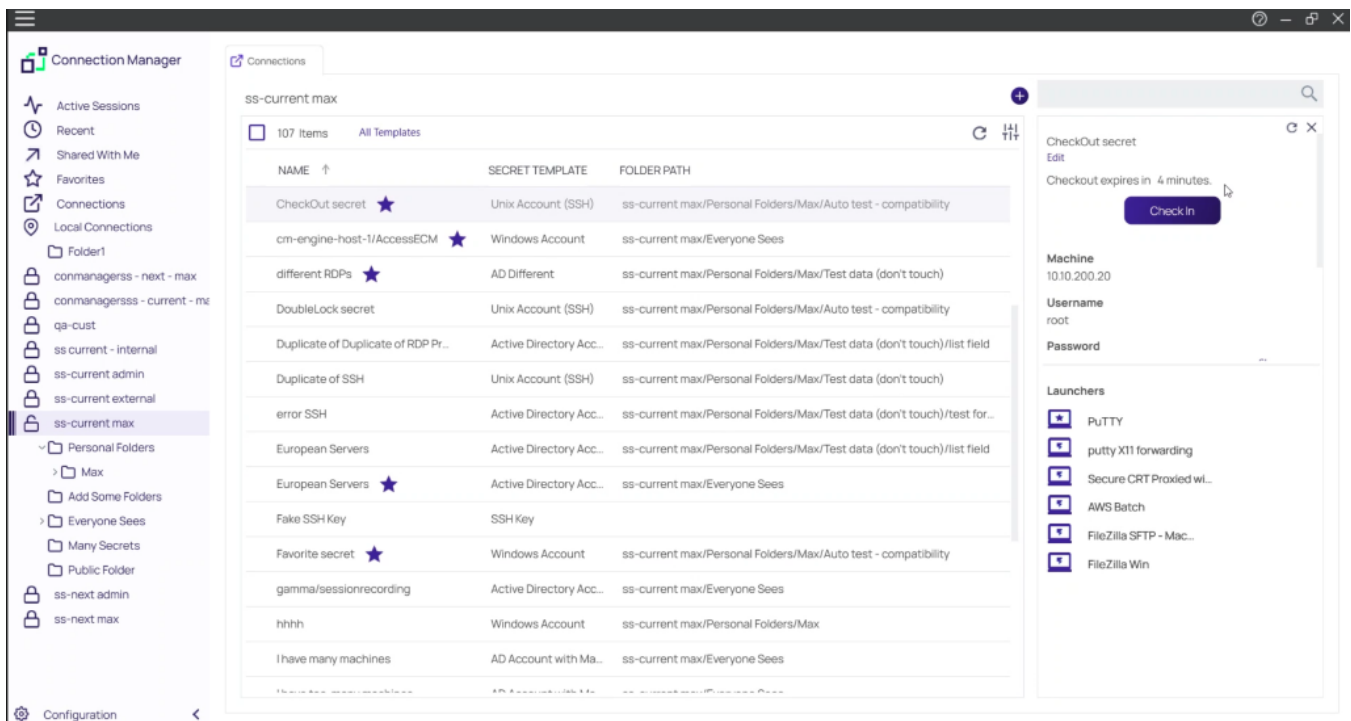 Connection Manager
Active Sessions
Recent
Shared With Me
Favorites
Connections
Local Connections
Folder1
conmanagerss - next - max
conmanagersss - current - ma
qa-cust
ss current - internal
ss-current admin
ss-current external
ss-current max
Personal Folders
Max
Add Some Folders
Everyone Sees
Many Secrets
Public Folder
ss-next admin
ss-next max
Configuration
Connections
ss-current max
107 Items All Templates
NAME SECRET TEMPLATE FOLDER PATH
CheckOut secret Unix Account (SSH) ss-current max/Personal Folders/Max/Auto test - compatibility
cm-engine-host-1/AccessECM Windows Account ss-current max/Everyone Sees
different RDPs AD Different ss-current max/Personal Folders/Max/Test data (don't touch)
DoubleLock secret Unix Account (SSH) ss-current max/Personal Folders/Max/Auto test - compatibility
Duplicate of Duplicate of RDP Pr... Active Directory Acc... ss-current max/Personal Folders/Max/Test data (don't touch)/list field
Duplicate of SSH Unix Account (SSH) ss-current max/Personal Folders/Max/Test data (don't touch)
error SSH Active Directory Acc... ss-current max/Personal Folders/Max/Test data (don't touch)/test for...
European Servers Active Directory Acc... ss-current max/Personal Folders/Max/Test data (don't touch)/list field
European Servers Active Directory Acc... ss-current max/Everyone Sees
Fake SSH Key SSH Key
Favorite secret Windows Account ss-current max/Personal Folders/Max/Auto test - compatibility
gamma/sessionrecording Active Directory Acc... ss-current max/Everyone Sees
hhhh Windows Account ss-current max/Personal Folders/Max
I have many machines AD Account with Ma... ss-current max/Everyone Sees
CheckOut secret
Edit
Checkout expires in 4 minutes.
Check In
Machine
10.10.200.20
Username
root
Password
Launchers
PuTTY
putty X11 forwarding
Secure CRT Proxied wi...
AWS Batch
FileZilla SFTP - Mac...
FileZilla Win